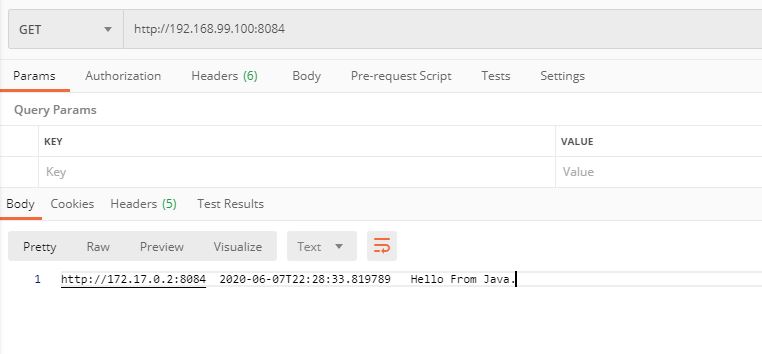 GET http://192.168.99.100:8084
Params Authorization Headers (6) Body Pre-request Script Tests Settings
Query Params
KEY VALUE
Key Value
Body Cookies Headers (5) Test Results
Pretty Raw Preview Visualize Text
1 http://172.17.0.2:8084 2020-06-07T22:28:33.819789 Hello From Java.